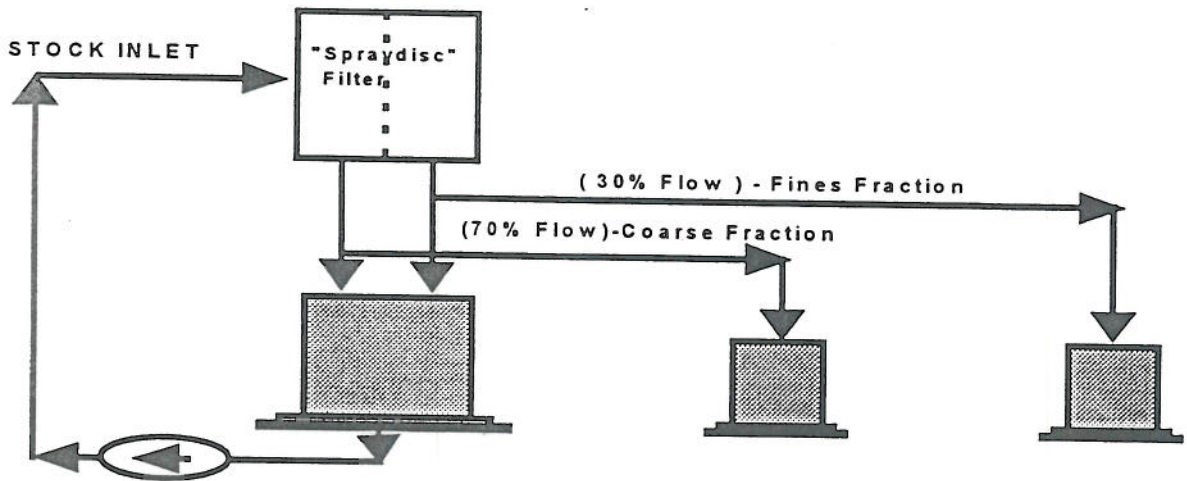 STOCK INLET
"Spraydisc"
Filter
( 30% Flow ) - Fines Fraction
(70% Flow)-Coarse Fraction